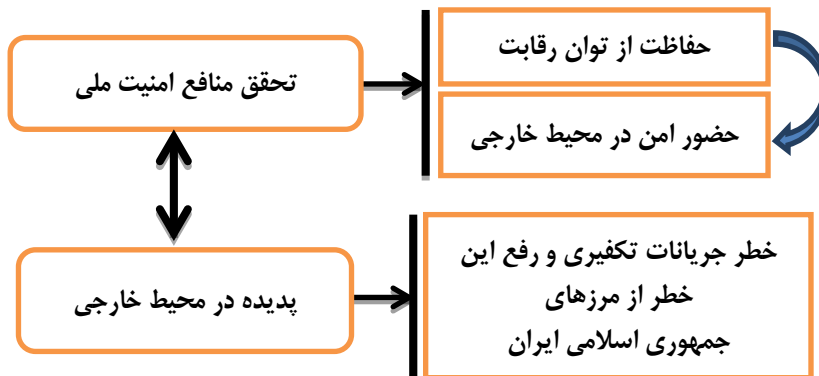 حفاظت از توان رقابت
تحقق منافع امنیت ملی
حضور امن در محیط خارجی
خطر جریانات تکفیری و رفع این
خطر از مرزهای
جمهوری اسلامی ایران
پدیده در محیط خارجی